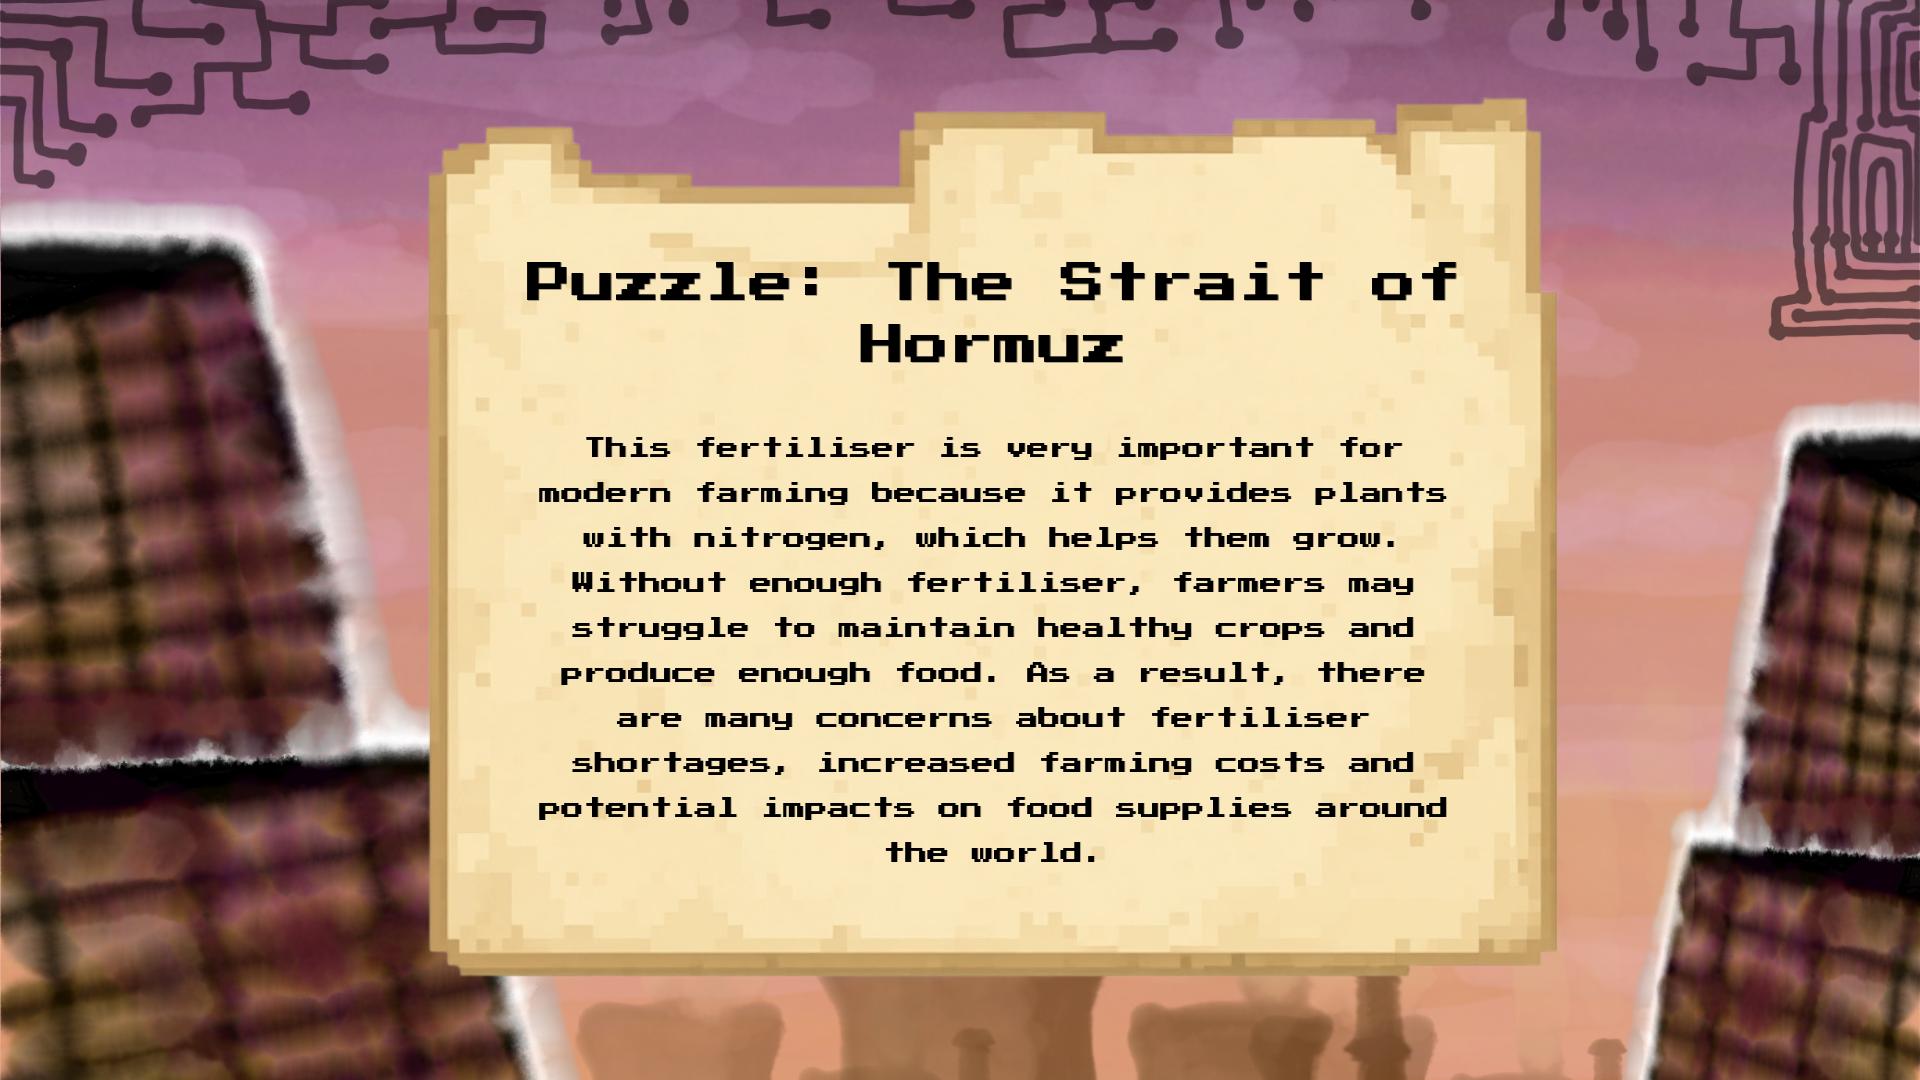 Puzzle: The Strait of
Hormuz
This fertiliser is very important for
modern farming because it provides plants
with nitrogen, which helps them grow.
Without enough fertiliser, farmers may
struggle to maintain healthy crops and
produce enough food. As a result, there
are many concerns about fertiliser
shortages, increased farming costs and
potential impacts on food supplies around
the world.